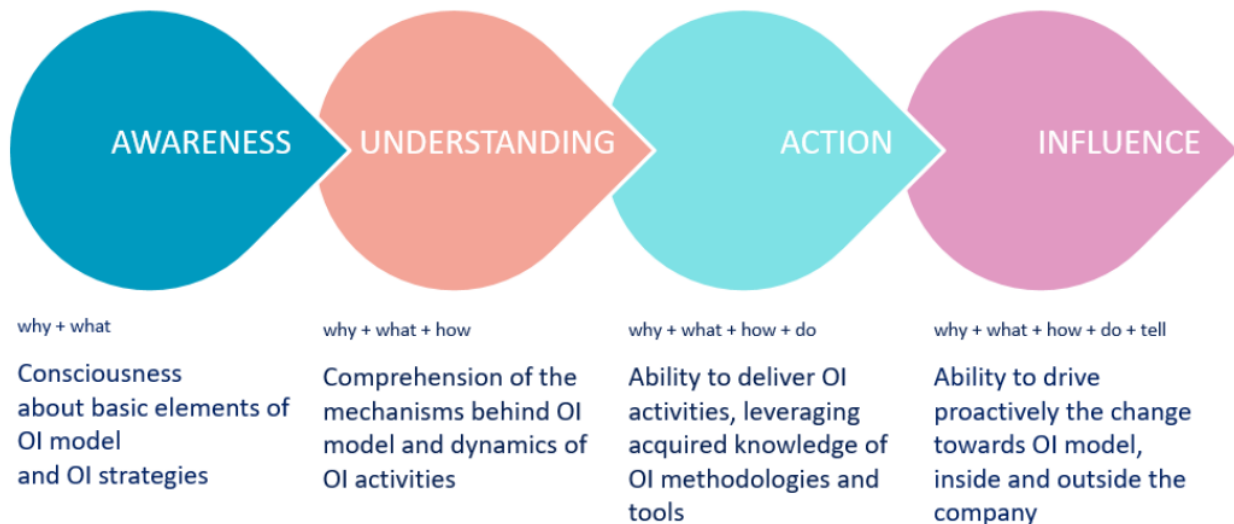 AWARENESS
UNDERSTANDING
ACTION
INFLUENCE
why + what
Consciousness
about basic elements of
OI model
and OI strategies
why + what + how
Comprehension of the
mechanisms behind OI
model and dynamics of
OI activities
why + what + how + do
Ability to deliver OI
activities, leveraging
acquired knowledge of
OI methodologies and
tools
why + what + how + do + tell
Ability to drive
proactively the change
towards OI model,
inside and outside the
company